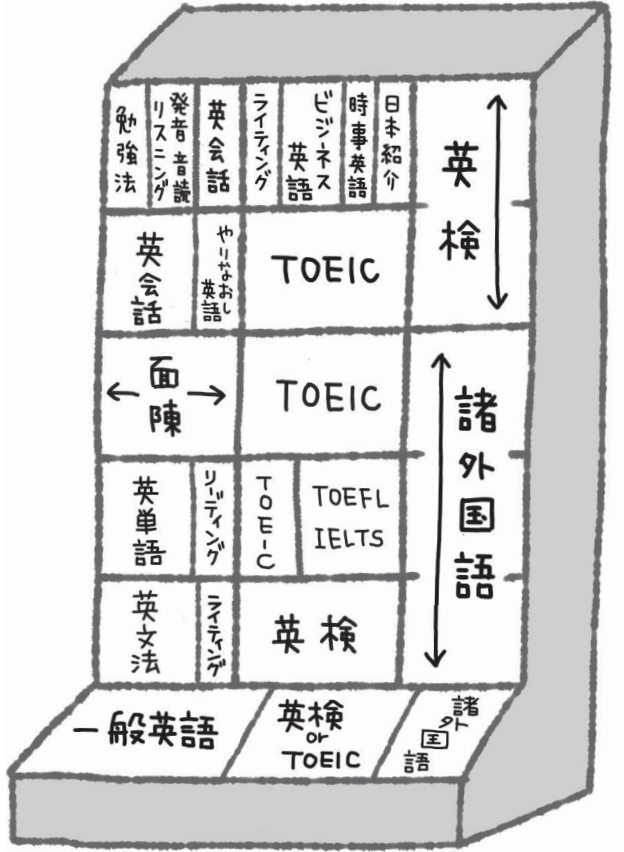 勉強法
発音 音読
リスニング
英会話
ライティング
ビジネス
英語
時事英語
日本紹介
英検
英会話
やりなおし
英語
TOEIC
面陳
TOEIC
諸外国語
英単語
リーディング
TOEIC
TOEFL
IELTS
英文法
ライティング
英検
一般英語
英検
or
TOEIC
諸外国語